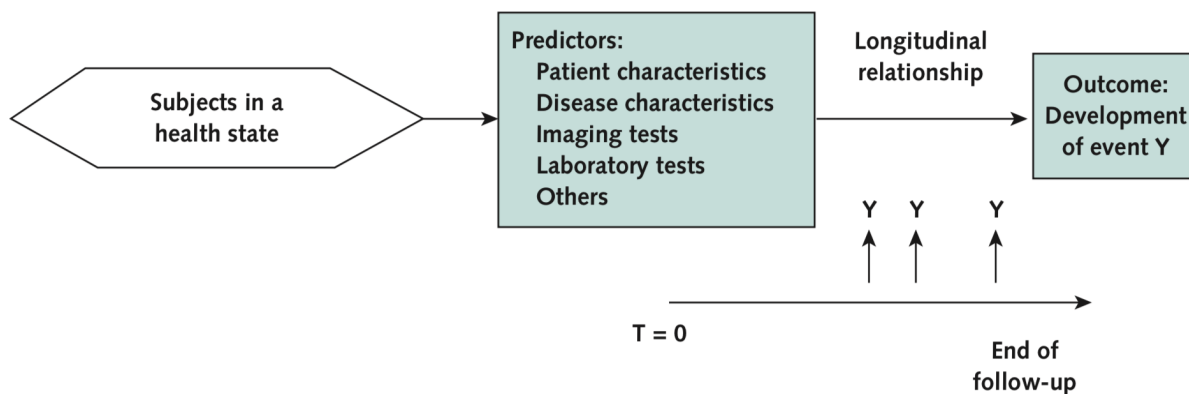 Subjects in a
health state
Predictors:
Patient characteristics
Disease characteristics
Imaging tests
Laboratory tests
Others
Longitudinal
relationship
Outcome:
Development
of event Y
Y Y Y
T = 0
End of
follow-up